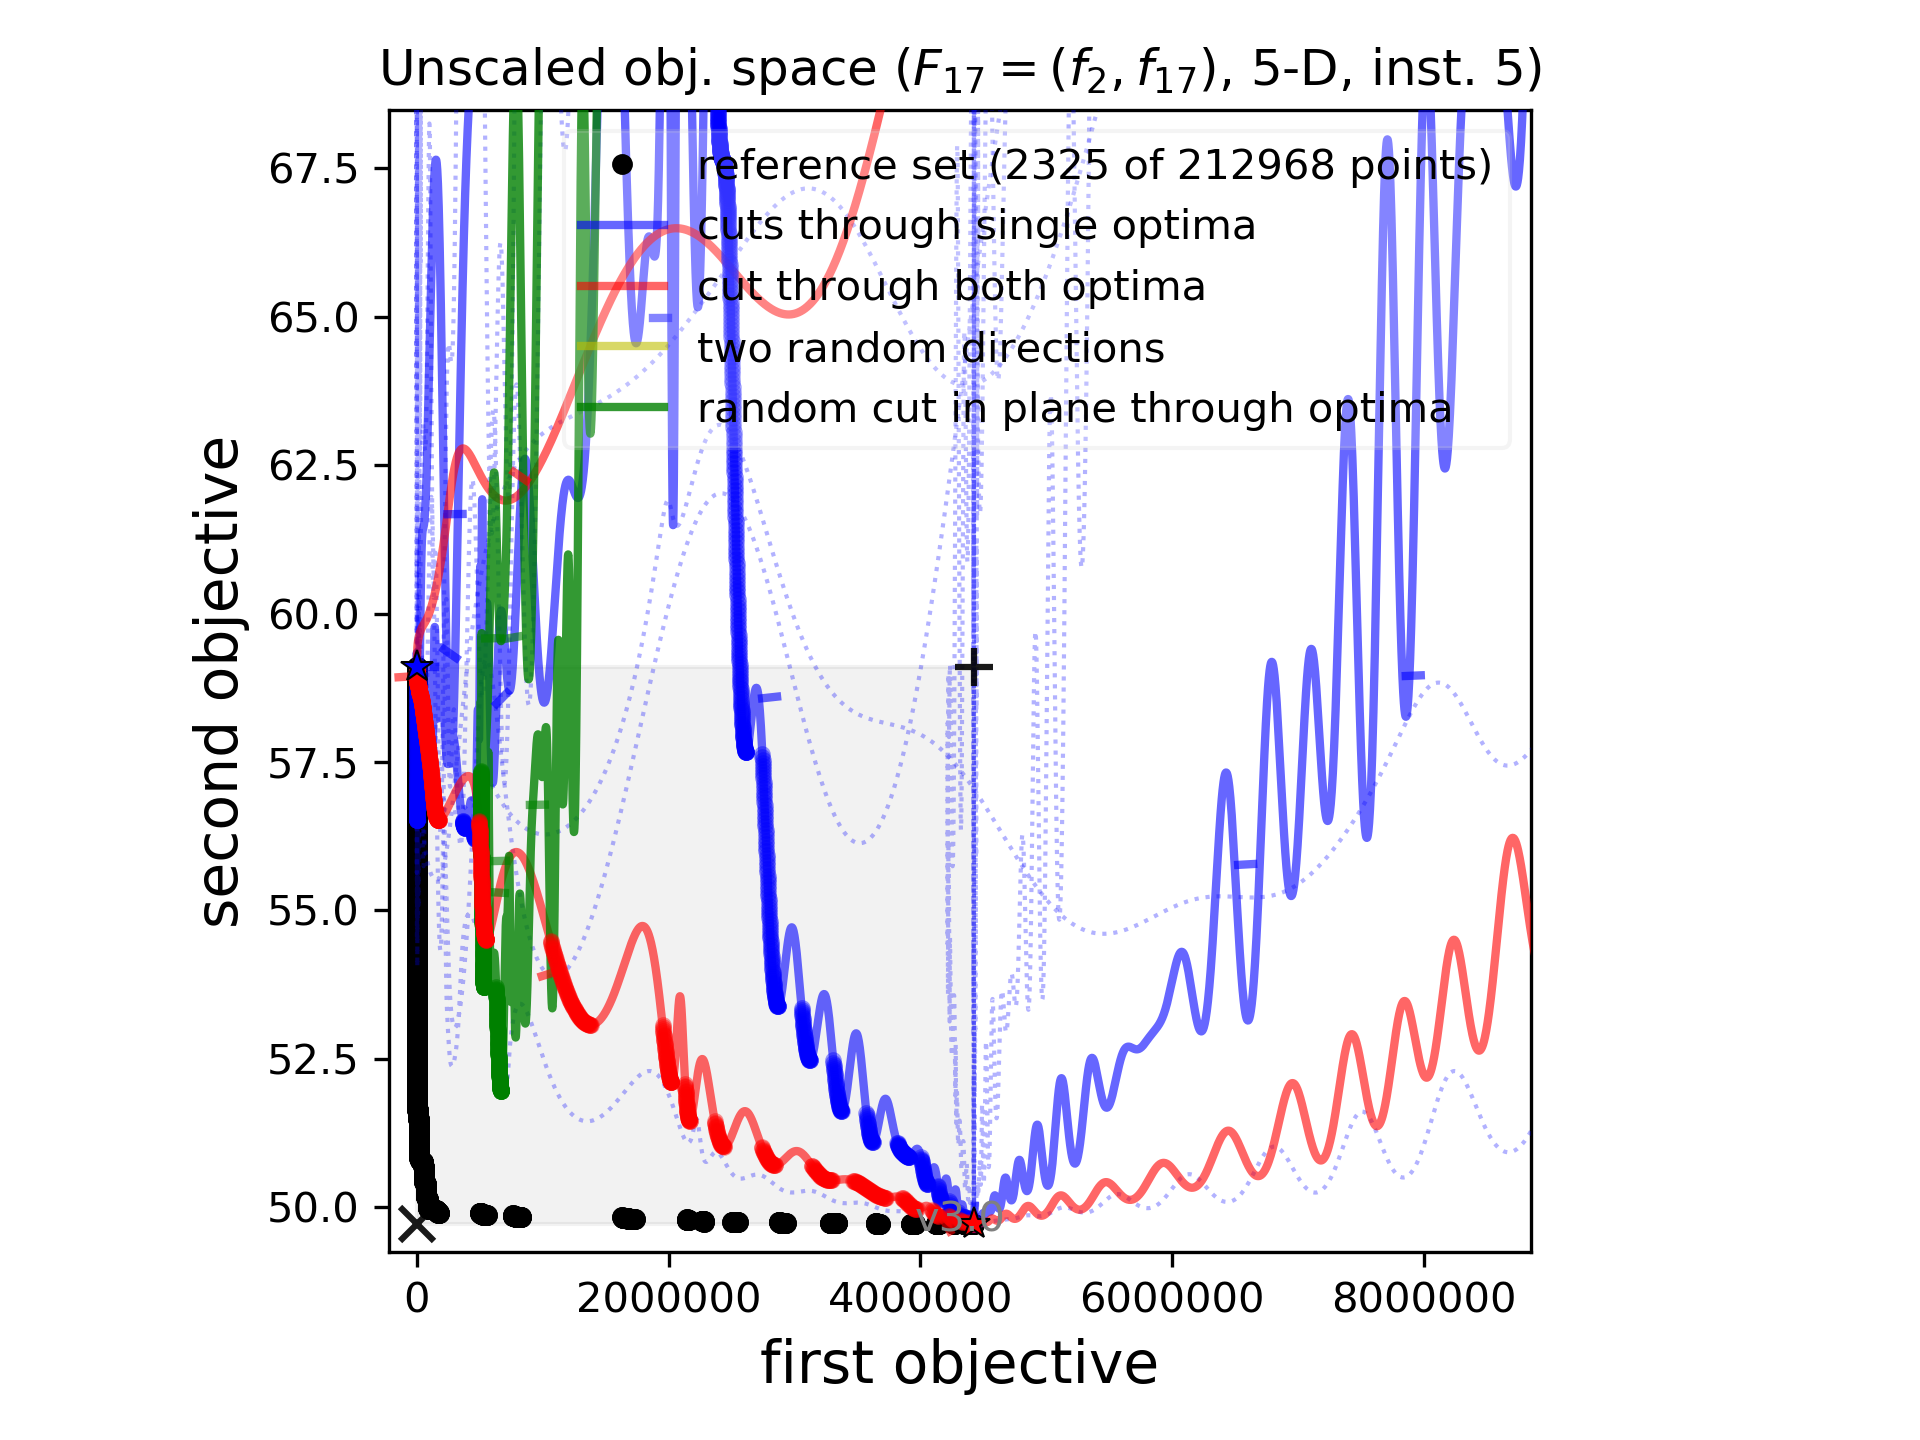 Unscaled obj. space (F₁₇ = (f₂, f₁₇), 5-D, inst. 5)
reference set (2325 of 212968 points)
cuts through single optima
cut through both optima
two random directions
random cut in plane through optima
second objective
67.5
65.0
62.5
60.0
57.5
55.0
52.5
50.0
v3.0
0 2000000 4000000 6000000 8000000
first objective